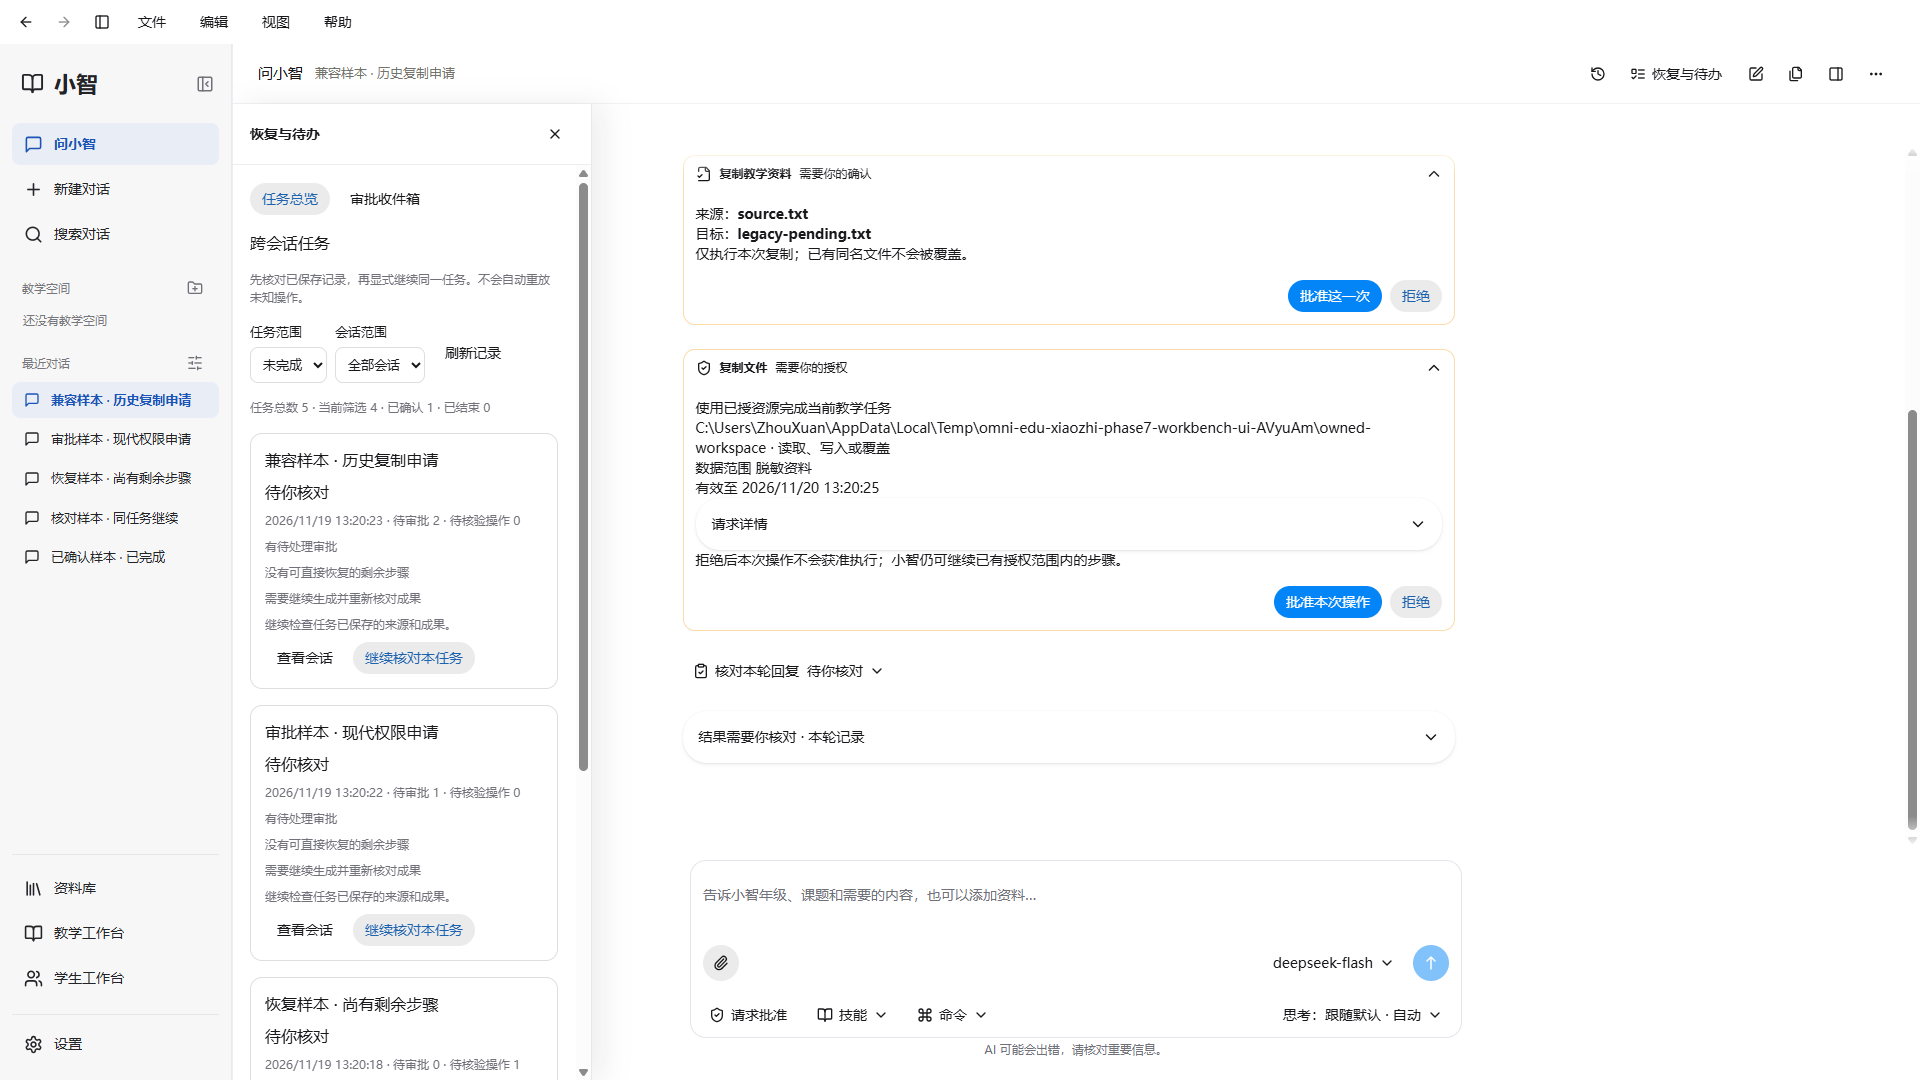 文件 编辑 视图 帮助
小智
问小智
新建对话
搜索对话
教学空间
还没有教学空间
最近对话
兼容样本 · 历史复制申请
审批样本 · 现代权限申请
恢复样本 · 尚有剩余步骤
核对样本 · 同任务继续
已确认样本 · 已完成
资料库
教学工作台
学生工作台
设置
问小智 兼容样本 · 历史复制申请
恢复与待办
恢复与待办
任务总览 审批收件箱
跨会话任务
先核对已保存记录，再显式继续同一任务。不会自动重放
未知操作。
任务范围 会话范围
未完成 全部会话 刷新记录
任务总数 5 · 当前筛选 4 · 已确认 1 · 已结束 0
兼容样本 · 历史复制申请
待你核对
2026/11/19 13:20:23 · 待审批 2 · 待核验操作 0
有待处理审批
没有可直接恢复的剩余步骤
需要继续生成并重新核对成果
继续检查任务已保存的来源和成果。
查看会话 继续核对本任务
审批样本 · 现代权限申请
待你核对
2026/11/19 13:20:22 · 待审批 1 · 待核验操作 0
有待处理审批
没有可直接恢复的剩余步骤
需要继续生成并重新核对成果
继续检查任务已保存的来源和成果。
查看会话 继续核对本任务
恢复样本 · 尚有剩余步骤
待你核对
2026/11/19 13:20:18 · 待审批 0 · 待核验操作 1
复制教学资料 需要你的确认
来源：source.txt
目标：legacy-pending.txt
仅执行本次复制；已有同名文件不会被覆盖。
批准这一次 拒绝
复制文件 需要你的授权
使用已授资源完成当前教学任务
C:\Users\ZhouXuan\AppData\Local\Temp\omni-edu-xiaozhi-phase7-workbench-ui-AVyuAm\owned-
workspace · 读取、写入或覆盖
数据范围 脱敏资料
有效至 2026/11/20 13:20:25
请求详情
拒绝后本次操作不会获准执行；小智仍可继续已有授权范围内的步骤。
批准本次操作 拒绝
核对本轮回复 待你核对
结果需要你核对 · 本轮记录
告诉小智年级、课题和需要的内容，也可以添加资料...
deepseek-flash
请求批准 技能 命令 思考：跟随默认 · 自动
AI 可能会出错，请核对重要信息。